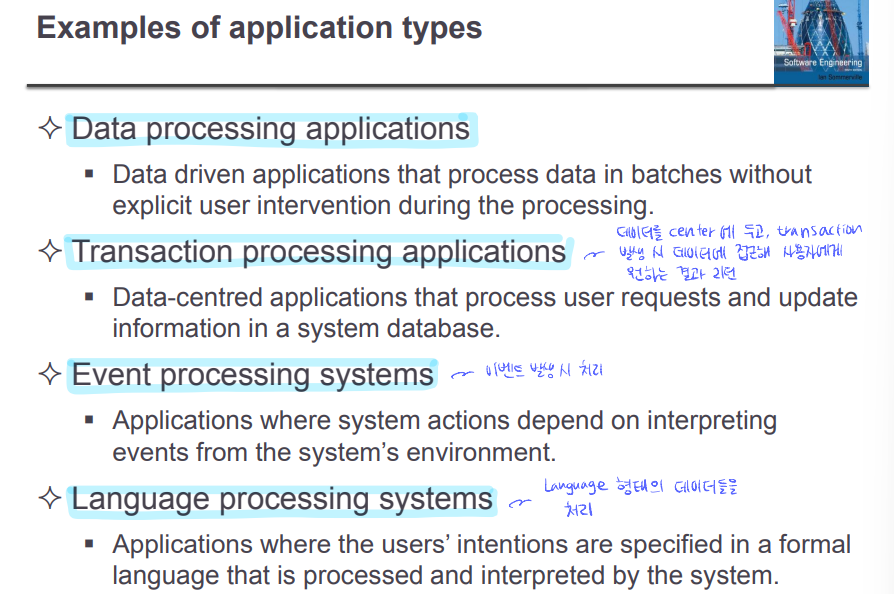 Examples of application types
Software Engineering
Ian Sommerville
Data processing applications
▪ Data driven applications that process data in batches without
explicit user intervention during the processing.
Transaction processing applications
데이터를 center에 두고, transaction
발생 시 데이터에 접근해 사용자에게
원하는 결과 리턴
▪ Data-centred applications that process user requests and update
information in a system database.
Event processing systems
이벤트 발생 시 처리
▪ Applications where system actions depend on interpreting
events from the system's environment.
Language processing systems
Language 형태의 데이터들을
처리
▪ Applications where the users' intentions are specified in a formal
language that is processed and interpreted by the system.